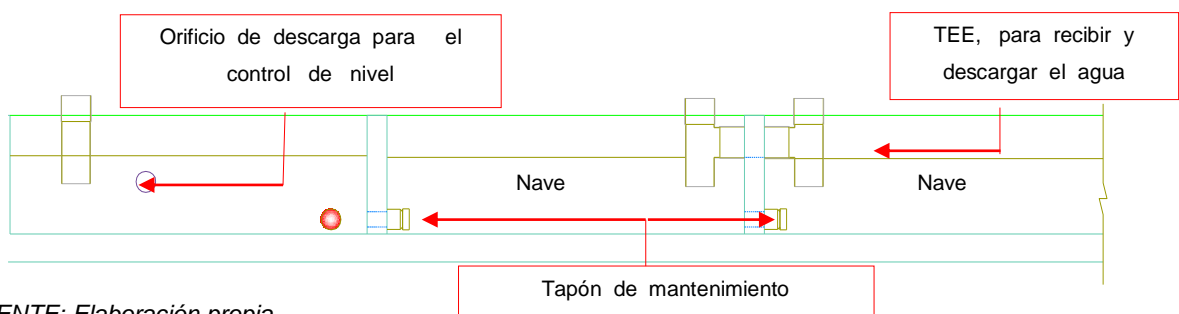 Orificio de descarga para el
control de nivel
TEE, para recibir y
descargar el agua
Nave
Nave
Tapón de mantenimiento
ENTE: Elaboración propia